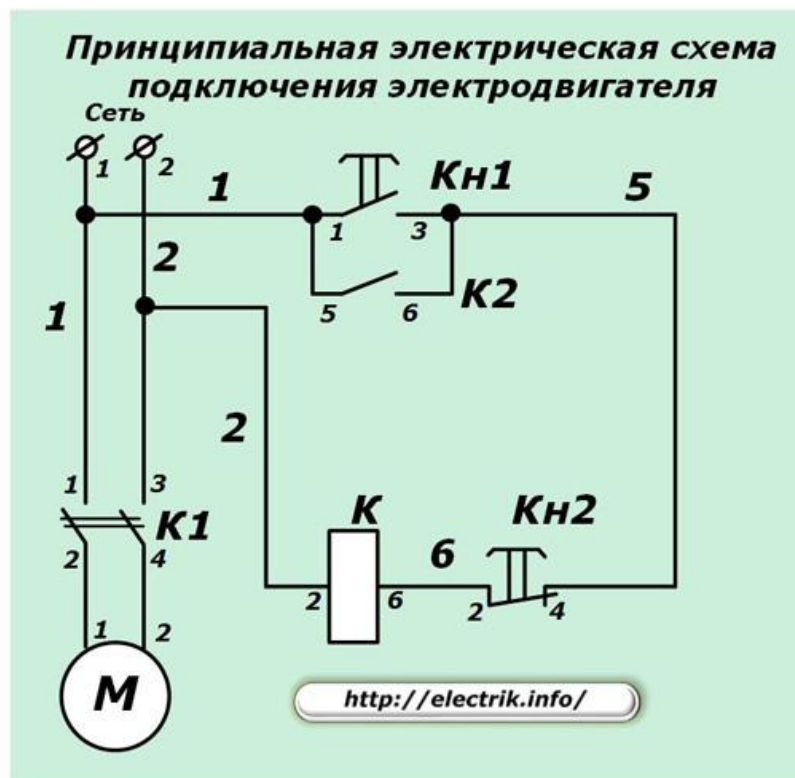 Принципиальная электрическая схема
подключения электродвигателя
Сеть
1 2
1 Кн1 5
1 3
2
5 6 К2
1
2
1 3
К1
2 4
К Кн2
6
2 6 2 4
1 2
М
http://electrik.info/